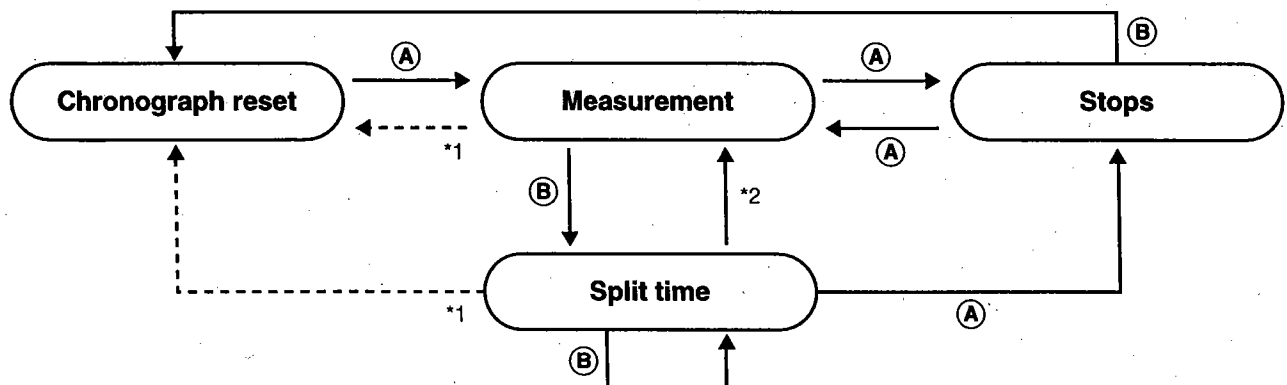 B
A
A
Chronograph reset
Measurement
Stops
*1
A
B
*2
Split time
*1
A
B